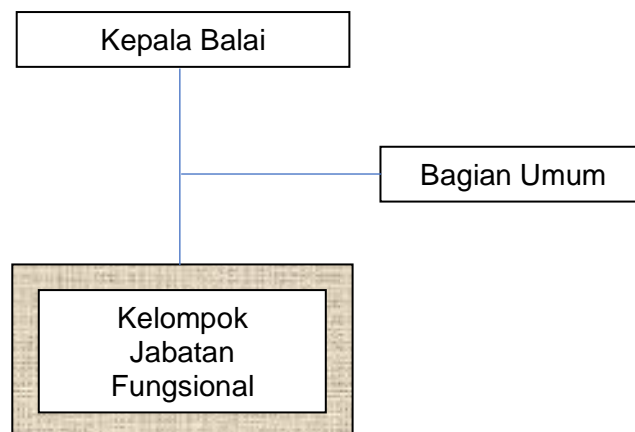 Kepala Balai
Bagian Umum
Kelompok
Jabatan
Fungsional